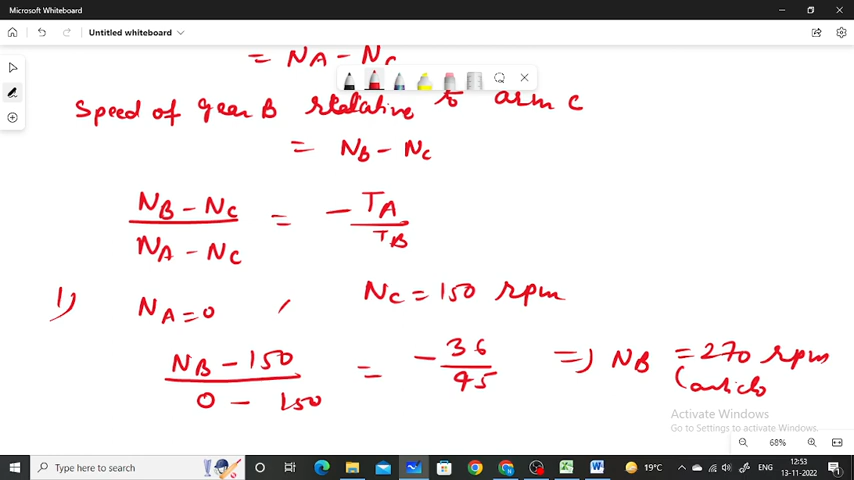 Microsoft Whiteboard
Untitled whiteboard
= NA - NC
Speed of gear B relative to arm C
= NB - NC
NB - NC
NA - NC
= - TA
TB
1) NA = 0 , NC = 150 rpm
NB - 150
0 - 150
= - 36
45
=) NB = 270 rpm
(anticlo
Activate Windows
Go to Settings to activate Windows.
68%
Type here to search
19°C
ENG
12:53
13-11-2022
1